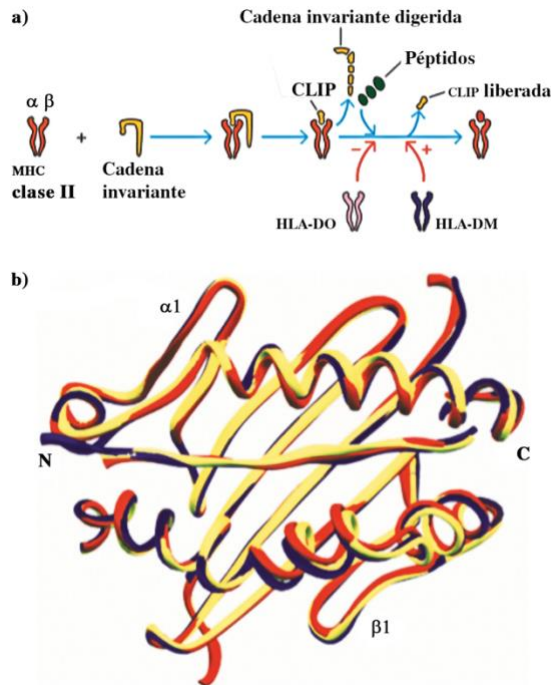 a)
Cadena invariante digerida
Péptidos
CLIP
CLIP liberada
α β
+
MHC
clase II
Cadena
invariante
−
+
HLA-DO
HLA-DM
b)
α1
N
C
β1